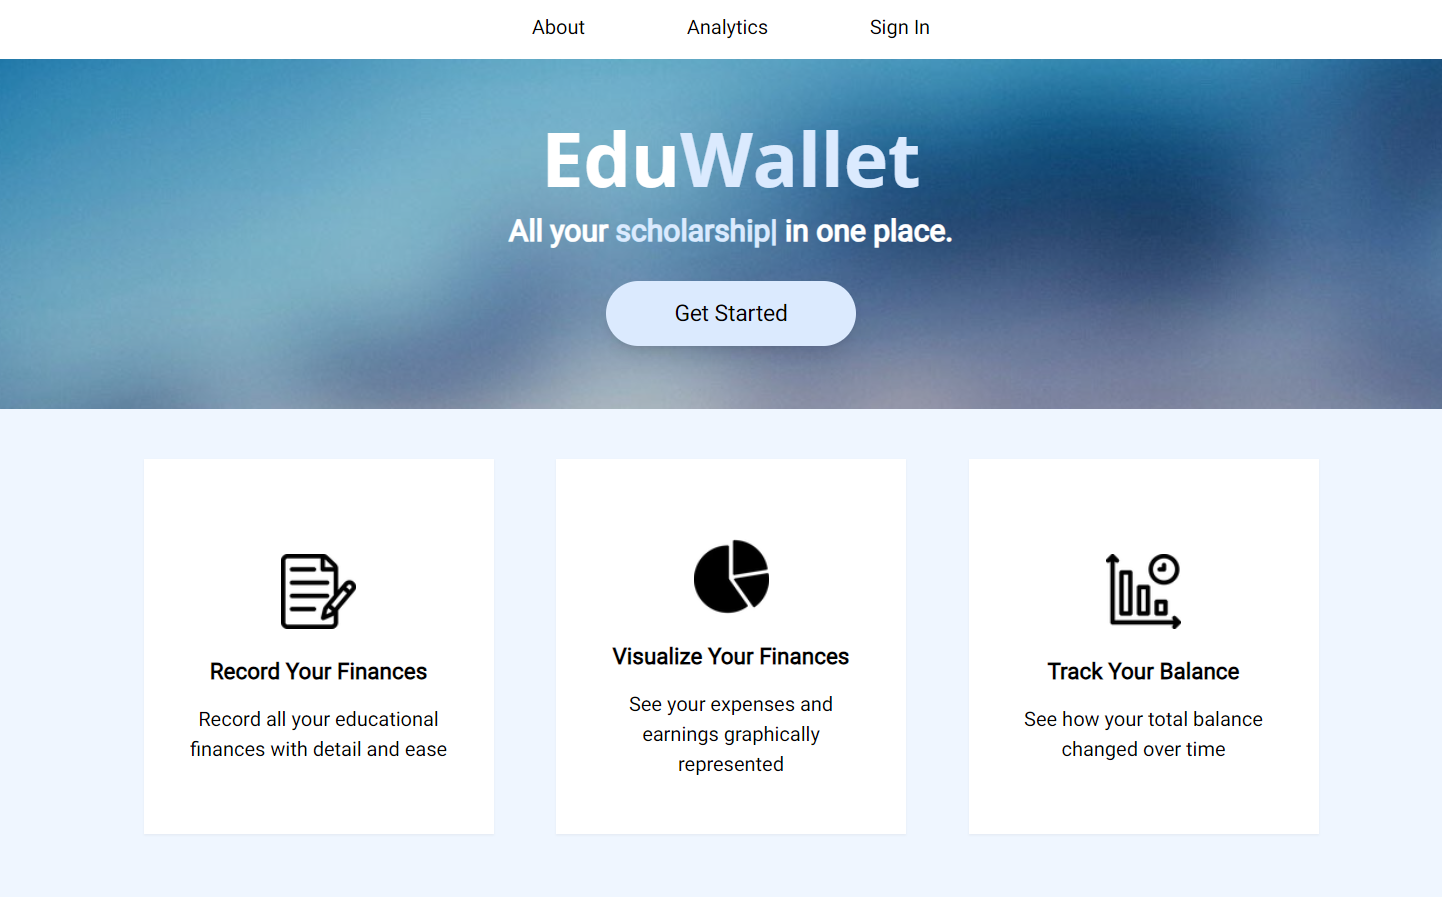 About Analytics Sign In
EduWallet
All your scholarship| in one place.
Get Started
Record Your Finances
Record all your educational
finances with detail and ease
Visualize Your Finances
See your expenses and
earnings graphically
represented
Track Your Balance
See how your total balance
changed over time